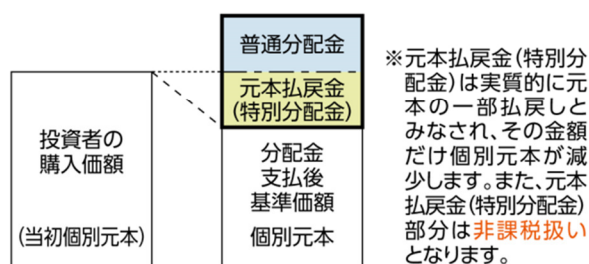 投資者の
購入価額
(当初個別元本)
普通分配金
元本払戻金
(特別分配金)
分配金
支払後
基準価額
個別元本
※元本払戻金(特別分
配金)は実質的に元
本の一部払戻しと
みなされ、その金額
だけ個別元本が減
少します。また、元本
払戻金(特別分配金)
部分は非課税扱い
となります。